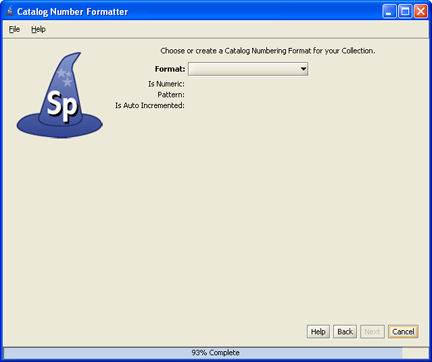 Catalog Number Formatter
File Help
Choose or create a Catalog Numbering Format for your Collection.
Format:
Is Numeric:
Pattern:
Is Auto Incremented:
Sp
Help Back Next Cancel
93% Complete